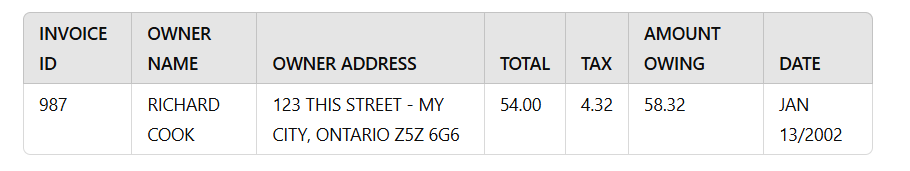 INVOICE ID	OWNER NAME	OWNER ADDRESS	TOTAL	TAX	AMOUNT OWING	DATE
987	RICHARD COOK	123 THIS STREET - MY CITY, ONTARIO Z5Z 6G6	54.00	4.32	58.32	JAN 13/2002